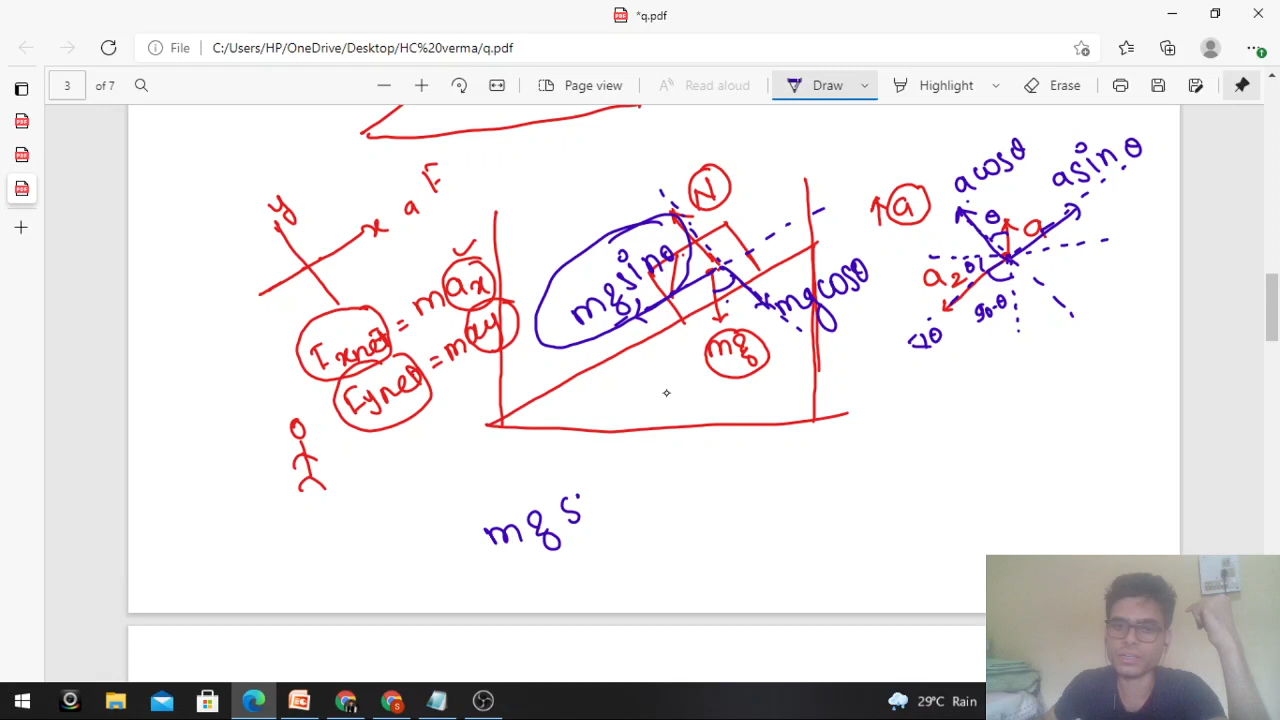 *q.pdf
File
C:/Users/HP/OneDrive/Desktop/HC%20verma/q.pdf
3
of 7
Page view
Read aloud
Draw
Highlight
Erase
y
x
a
F
Fxnet = max
Fynet = may
N
mg sinθ
mg cosθ
mg
a
a cosθ
a sinθ
θ
a
a2
θ
90-θ
mg s
29°C Rain